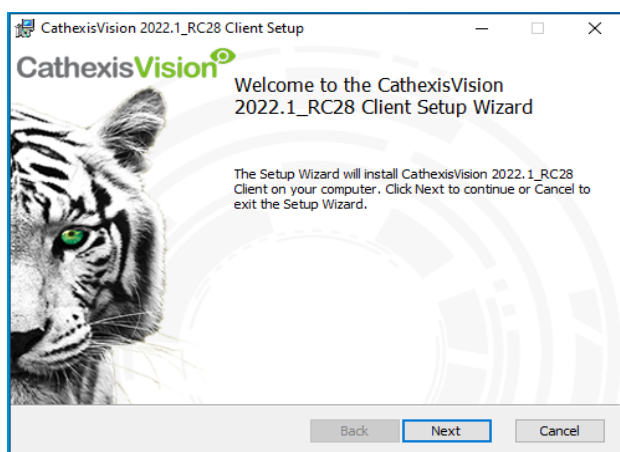 CathexisVision 2022.1_RC28 Client Setup
CathexisVision
Welcome to the CathexisVision
2022.1_RC28 Client Setup Wizard
The Setup Wizard will install CathexisVision 2022.1_RC28
Client on your computer. Click Next to continue or Cancel to
exit the Setup Wizard.
Back Next Cancel